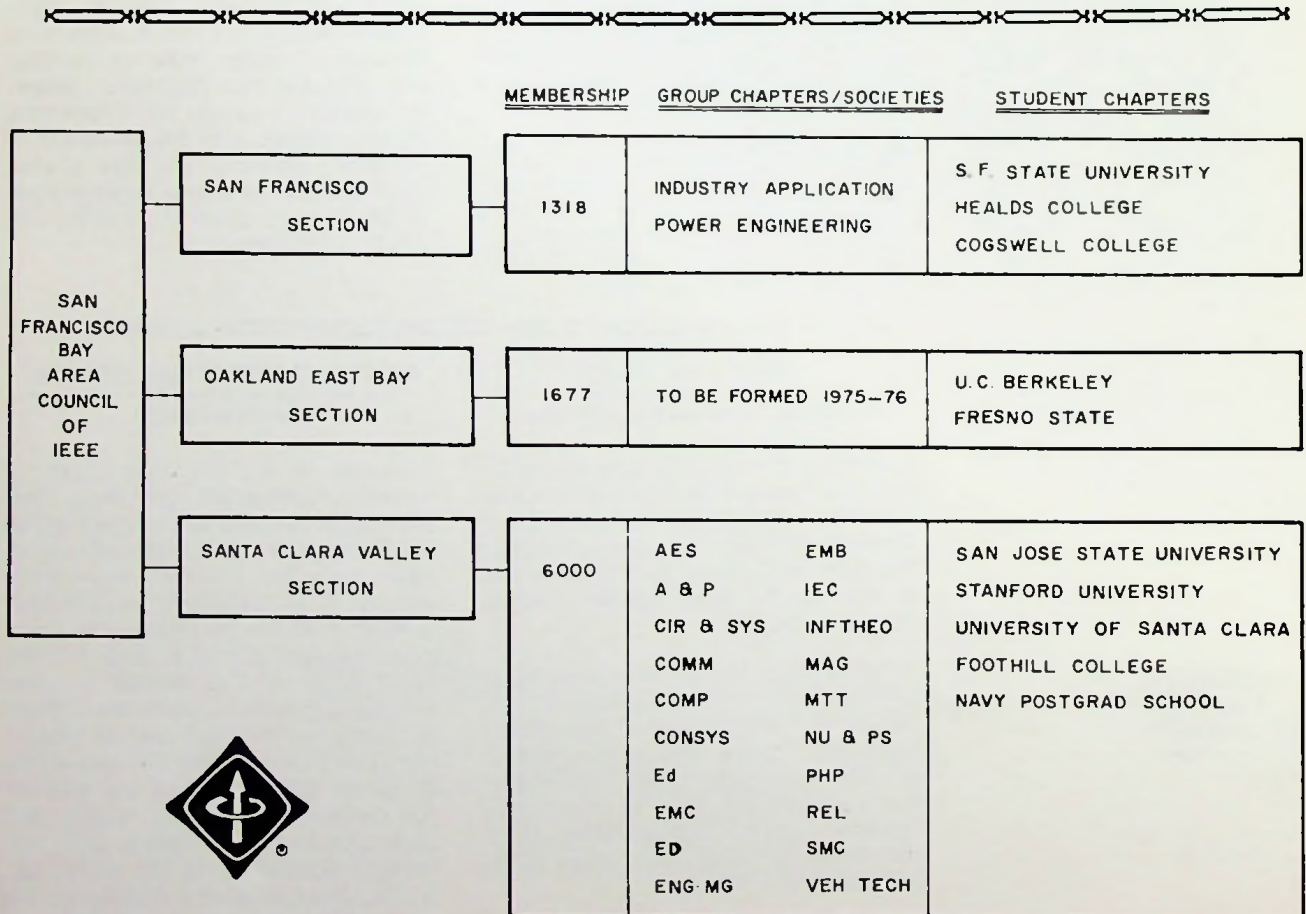 MEMBERSHIP GROUP CHAPTERS/SOCIETIES STUDENT CHAPTERS
SAN
FRANCISCO
BAY
AREA
COUNCIL
OF
IEEE
SAN FRANCISCO
SECTION
1318
INDUSTRY APPLICATION
POWER ENGINEERING
S.F. STATE UNIVERSITY
HEALDS COLLEGE
COGSWELL COLLEGE
OAKLAND EAST BAY
SECTION
1677
TO BE FORMED 1975-76
U.C. BERKELEY
FRESNO STATE
SANTA CLARA VALLEY
SECTION
6000
AES EMB
A & P IEC
CIR & SYS INFTHEO
COMM MAG
COMP MTT
CONSYS NU & PS
Ed PHP
EMC REL
ED SMC
ENG-MG VEH TECH
SAN JOSE STATE UNIVERSITY
STANFORD UNIVERSITY
UNIVERSITY OF SANTA CLARA
FOOTHILL COLLEGE
NAVY POSTGRAD SCHOOL
®